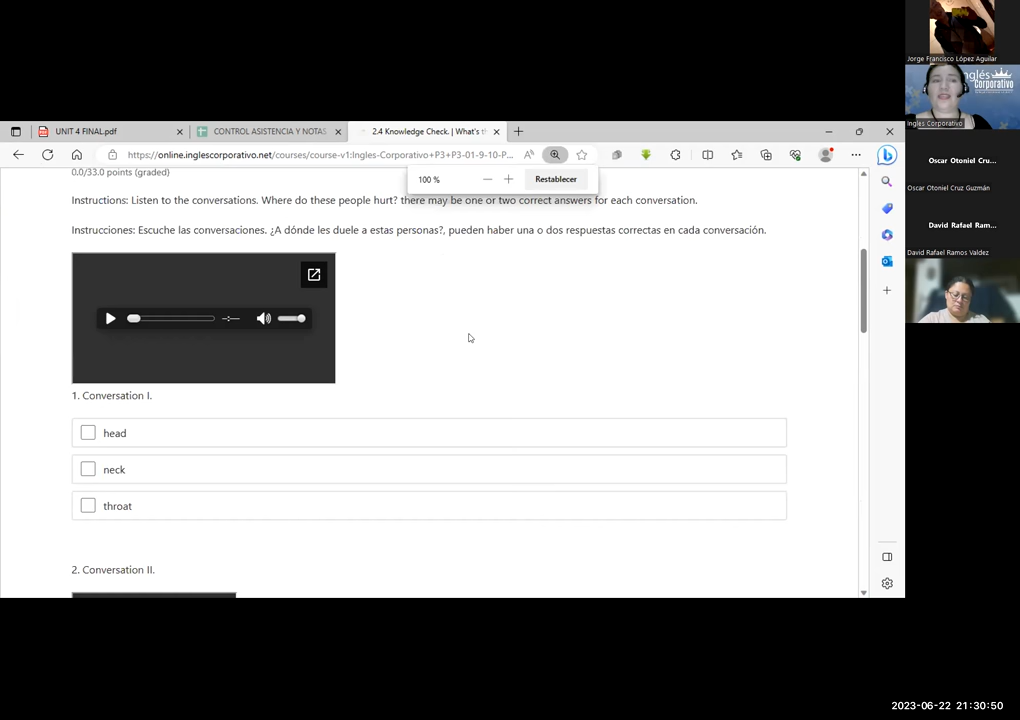 Jorge Francisco López Aguilar
Inglés
Corporativo
Inglés Corporativo
UNIT 4 FINAL.pdf
CONTROL ASISTENCIA Y NOTAS
2.4 Knowledge Check. | What's th
https://online.inglescorporativo.net/courses/course-v1:Ingles-Corporativo+P3+P3-01-9-10-P...
Oscar Otoniel Cru...
Oscar Otoniel Cruz Guzmán
0.0/33.0 points (graded)
100 %
Restablecer
Instructions: Listen to the conversations. Where do these people hurt? there may be one or two correct answers for each conversation.
David Rafael Ram...
Instrucciones: Escuche las conversaciones. ¿A dónde les duele a estas personas?, pueden haber una o dos respuestas correctas en cada conversación.
David Rafael Ramos Valdez
-:--
1. Conversation I.
head
neck
throat
2. Conversation II.
2023-06-22 21:30:50